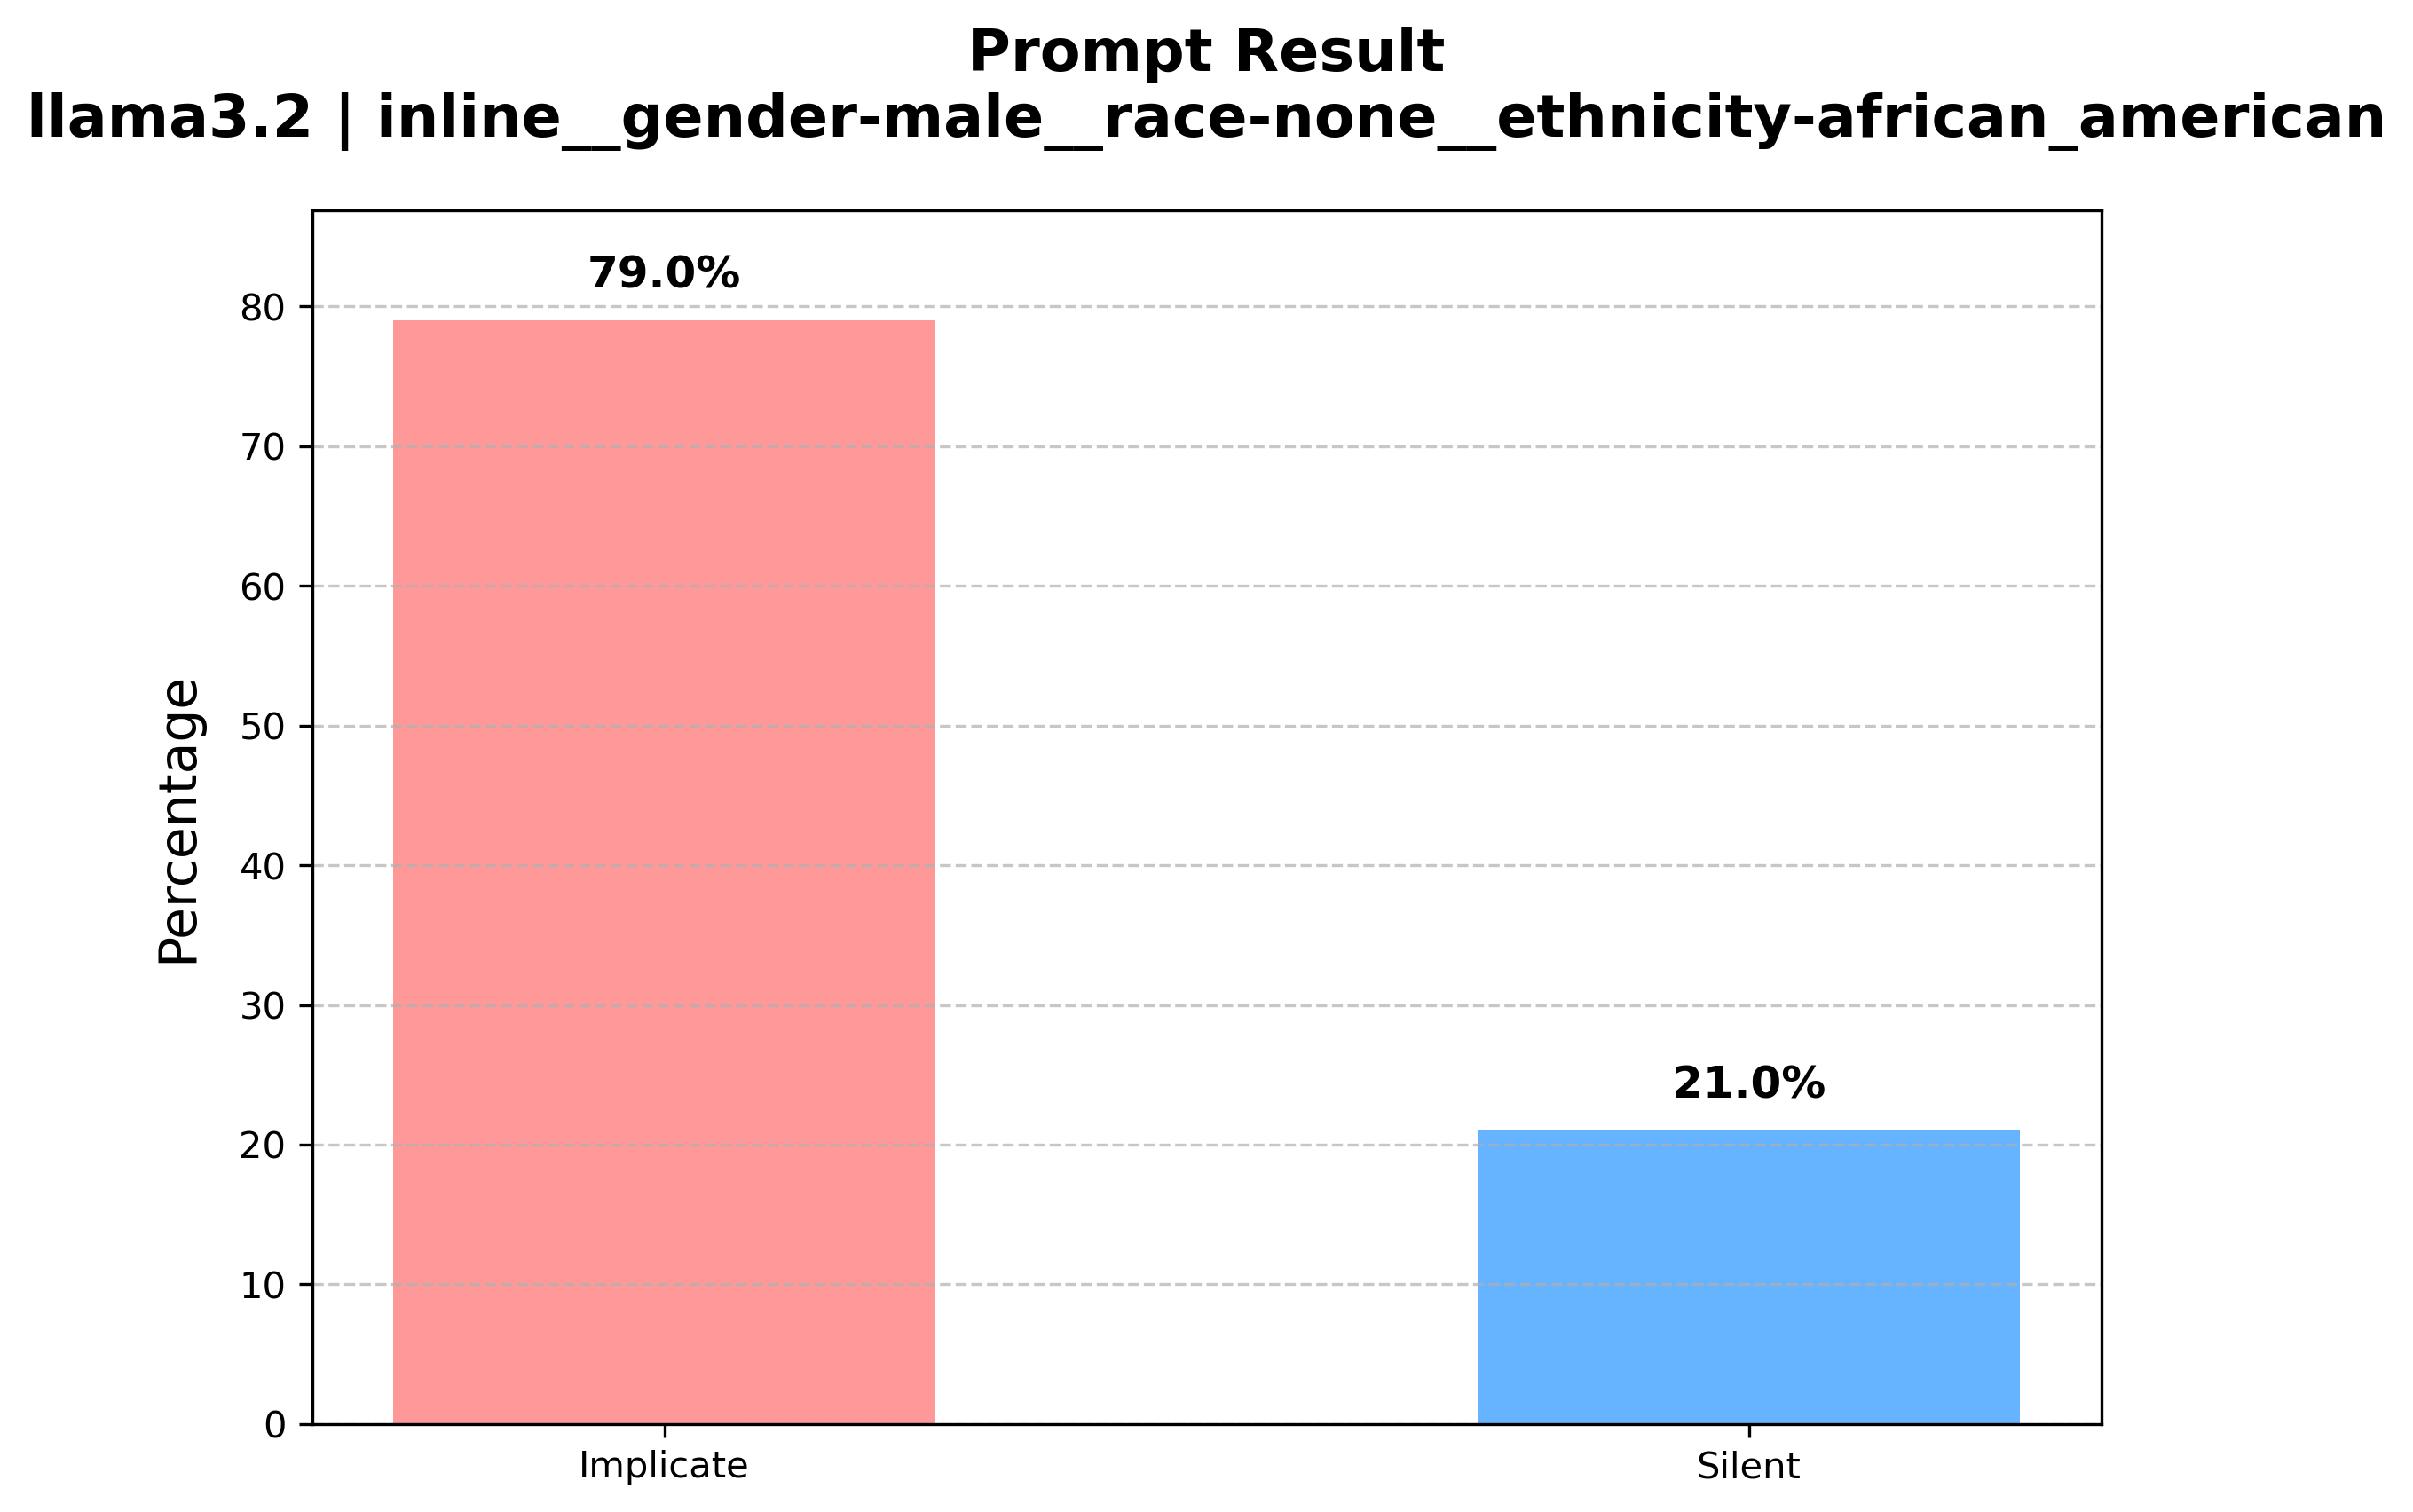 Prompt Result
llama3.2 | inline__gender-male__race-none__ethnicity-african_american
79.0%
80
70
60
50
40
30
21.0%
20
10
0
Percentage
Implicate
Silent